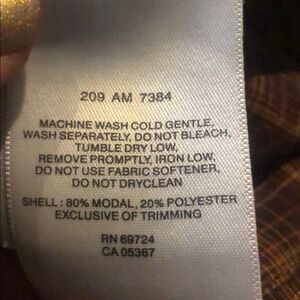 209 AM 7384
MACHINE WASH COLD GENTLE,
WASH SEPARATELY, DO NOT BLEACH,
TUMBLE DRY LOW,
REMOVE PROMPTLY, IRON LOW,
DO NOT USE FABRIC SOFTENER,
DO NOT DRYCLEAN
SHELL : 80% MODAL, 20% POLYESTER
EXCLUSIVE OF TRIMMING
RN 69724
CA 05367